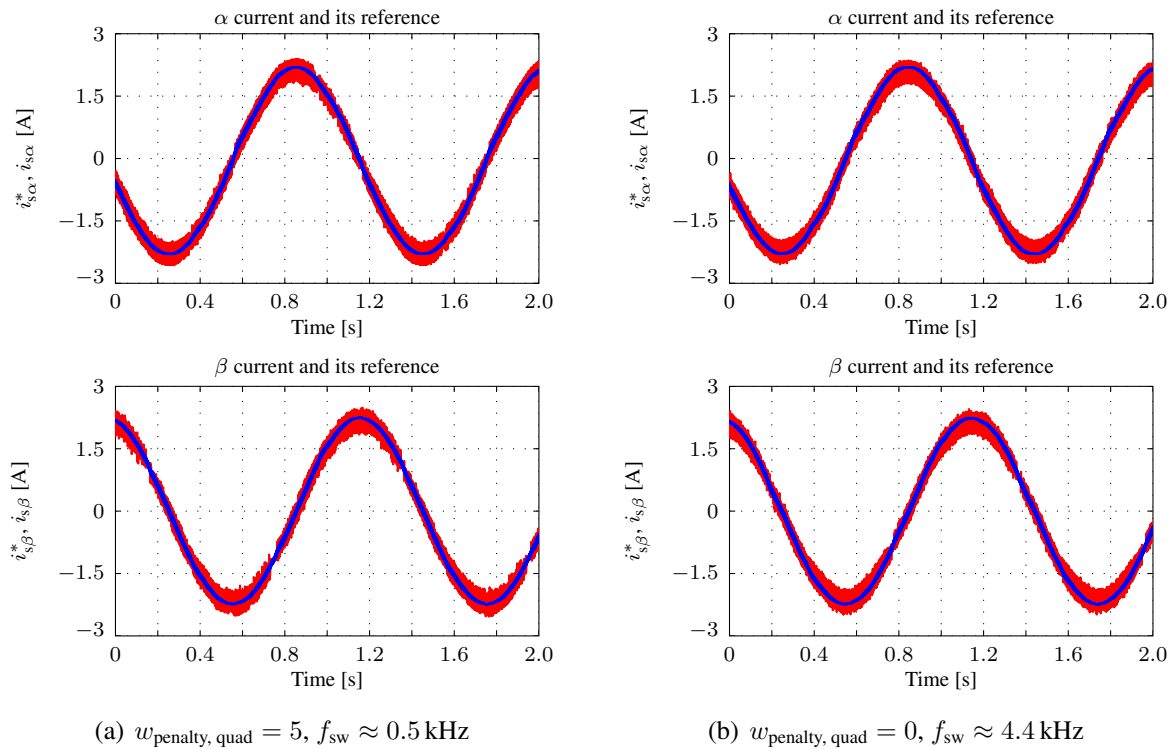 α current and its reference
3
1.5
0
−1.5
−3
i*sα, isα [A]
0 0.4 0.8 1.2 1.6 2.0
Time [s]
α current and its reference
3
1.5
0
−1.5
−3
i*sα, isα [A]
0 0.4 0.8 1.2 1.6 2.0
Time [s]
β current and its reference
3
1.5
0
−1.5
−3
i*sβ, isβ [A]
0 0.4 0.8 1.2 1.6 2.0
Time [s]
β current and its reference
3
1.5
0
−1.5
−3
i*sβ, isβ [A]
0 0.4 0.8 1.2 1.6 2.0
Time [s]
(a) wpenalty, quad = 5, fsw ≈ 0.5 kHz
(b) wpenalty, quad = 0, fsw ≈ 4.4 kHz